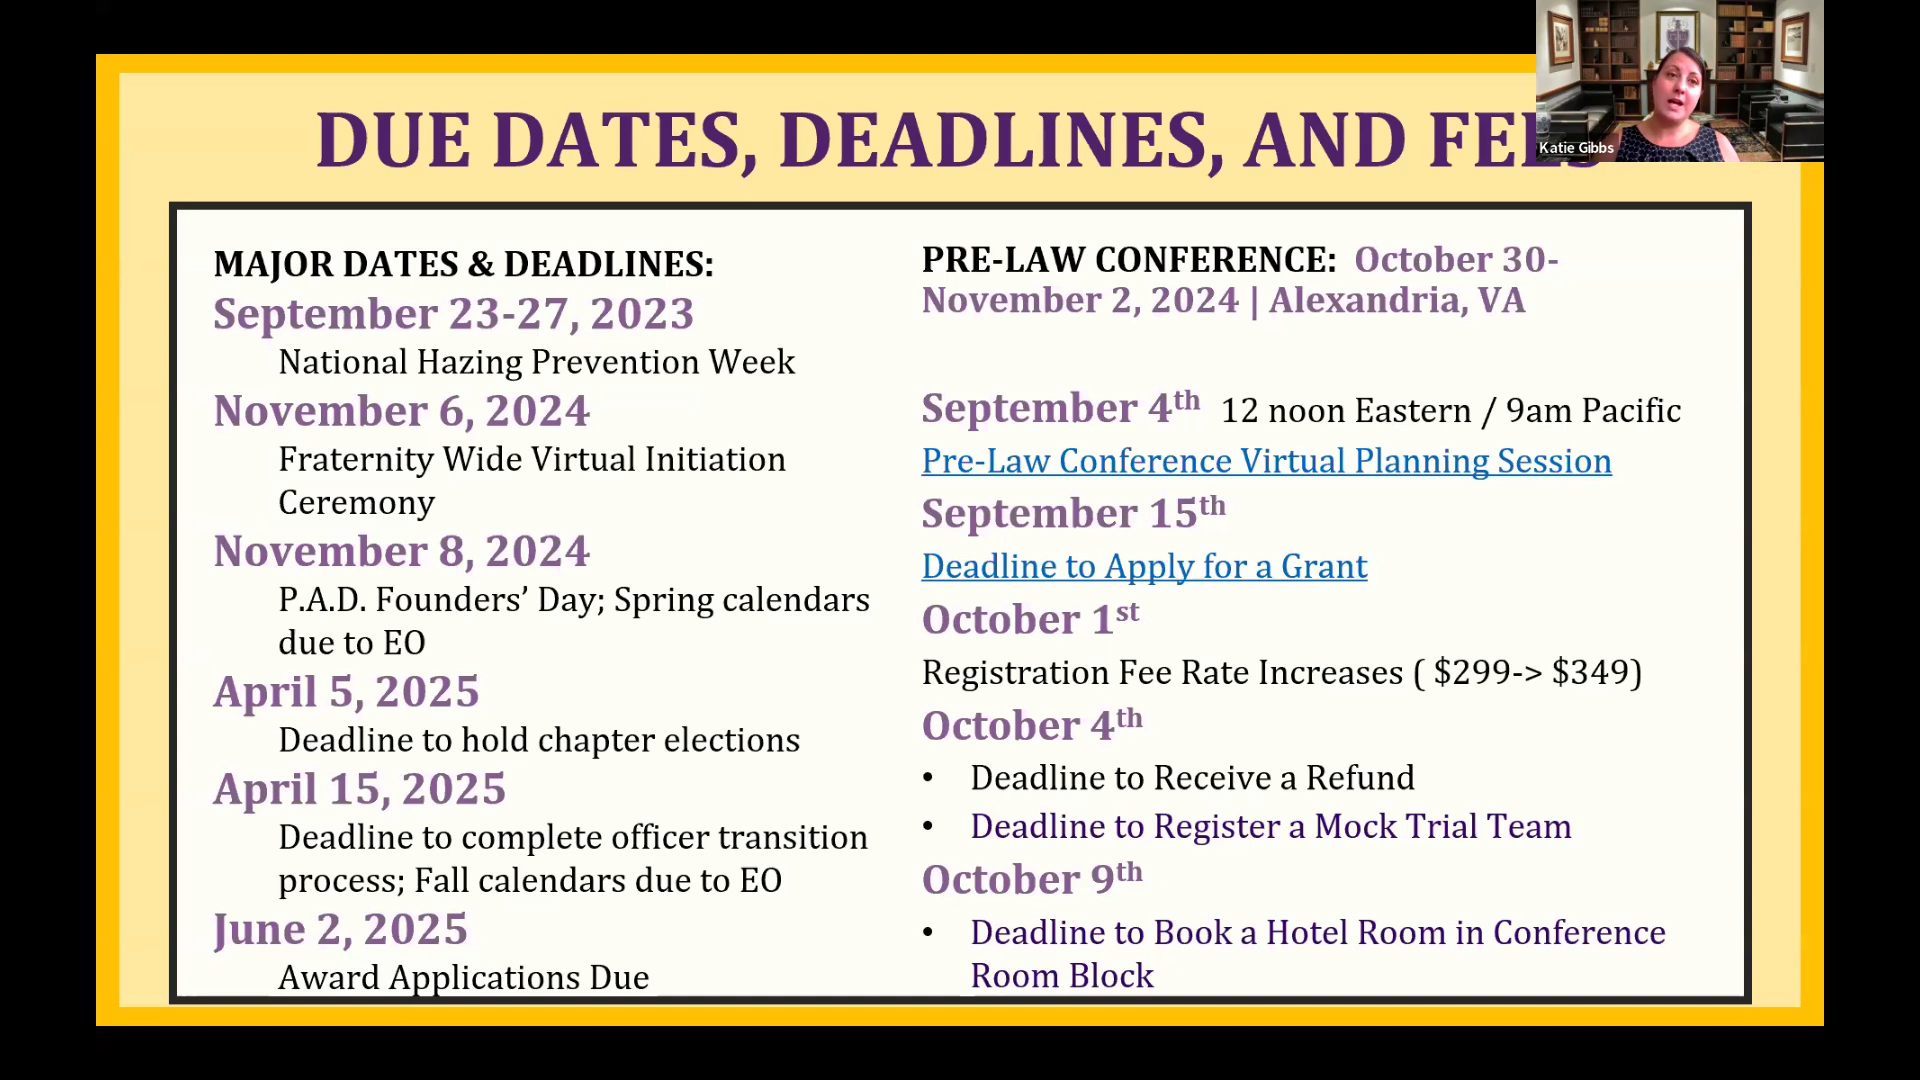 DUE DATES, DEADLINES, AND FEES
Katie Gibbs
MAJOR DATES & DEADLINES:
September 23-27, 2023
National Hazing Prevention Week
November 6, 2024
Fraternity Wide Virtual Initiation
Ceremony
November 8, 2024
P.A.D. Founders’ Day; Spring calendars
due to EO
April 5, 2025
Deadline to hold chapter elections
April 15, 2025
Deadline to complete officer transition
process; Fall calendars due to EO
June 2, 2025
Award Applications Due
PRE-LAW CONFERENCE: October 30-
November 2, 2024 | Alexandria, VA
September 4th 12 noon Eastern / 9am Pacific
Pre-Law Conference Virtual Planning Session
September 15th
Deadline to Apply for a Grant
October 1st
Registration Fee Rate Increases ( $299-> $349)
October 4th
• Deadline to Receive a Refund
• Deadline to Register a Mock Trial Team
October 9th
• Deadline to Book a Hotel Room in Conference
Room Block